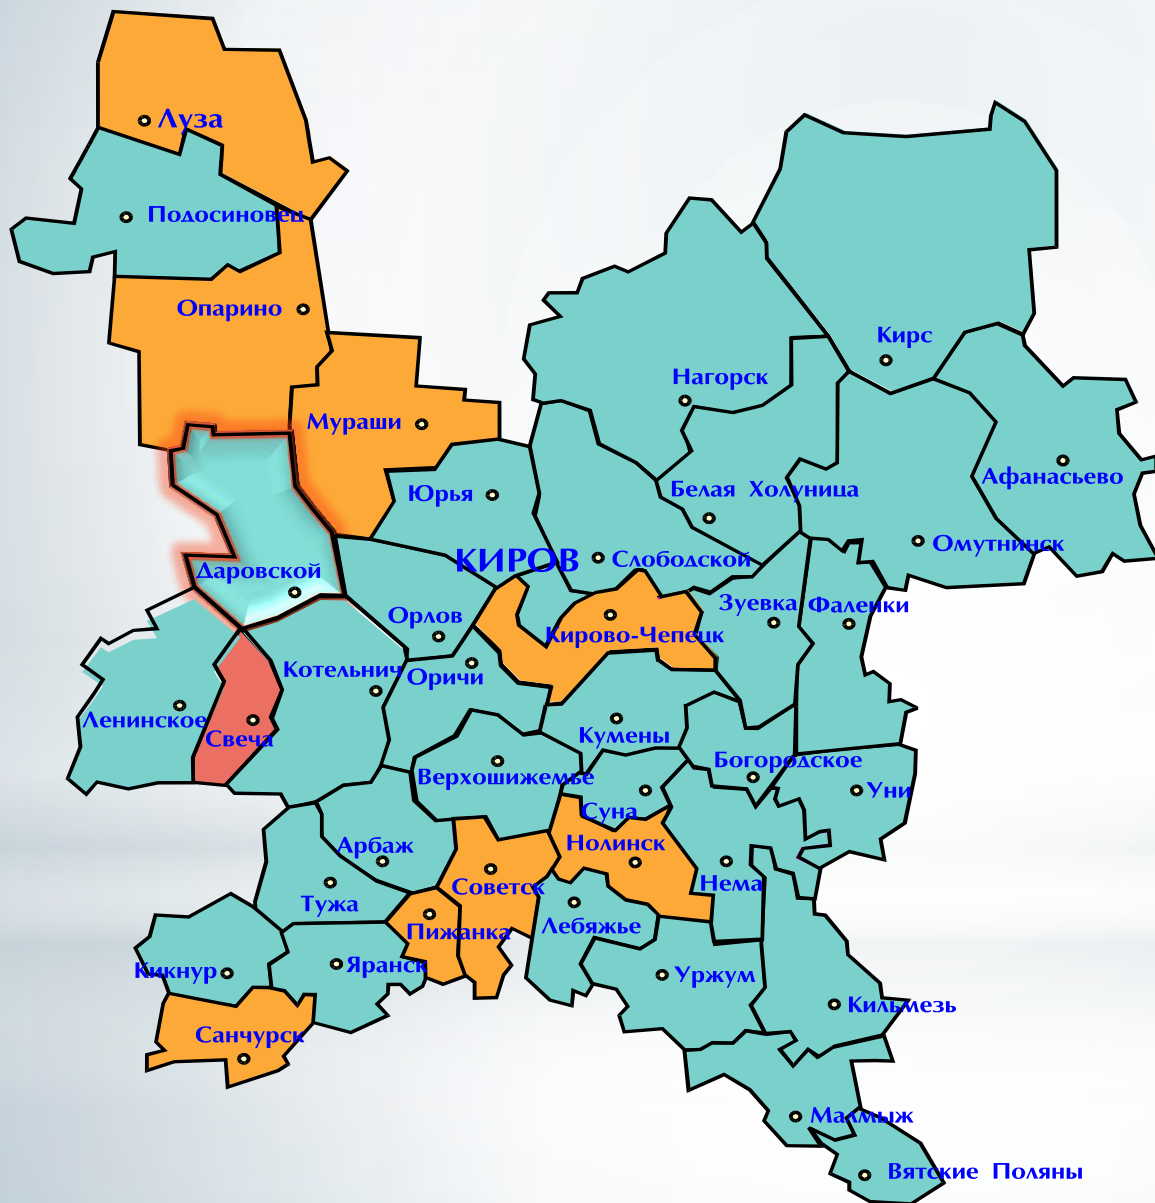 Луза
Подосиновец
Опарино
Кирс
Нагорск
Мураши
Афанасьево
Юрья
Белая Холуница
Омутнинск
КИРОВ
Слободской
Даровской
Зуевка
Фаленки
Орлов
Кирово-Чепецк
Котельнич
Оричи
Ленинское
Свеча
Кумены
Богородское
Верхошижемье
Уни
Суна
Арбаж
Нолинск
Советск
Нема
Тужа
Пижанка
Лебяжье
Кикнур
Яранск
Уржум
Кильмезь
Санчурск
Малмыж
Вятские Поляны